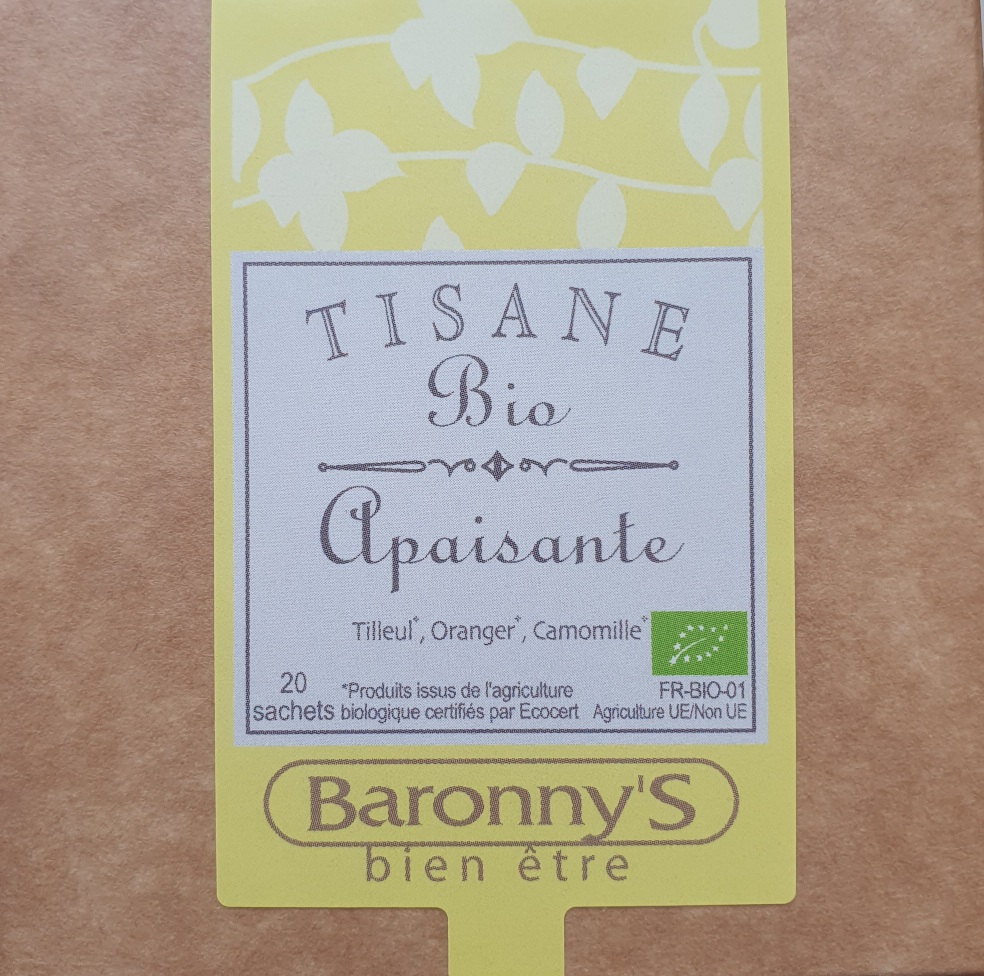 TISANE
Bio
Apaisante
Tilleul*, Oranger*, Camomille*
20
sachets
*Produits issus de l'agriculture
biologique certifiés par Ecocert
FR-BIO-01
Agriculture UE/Non UE
Baronny'S
bien être